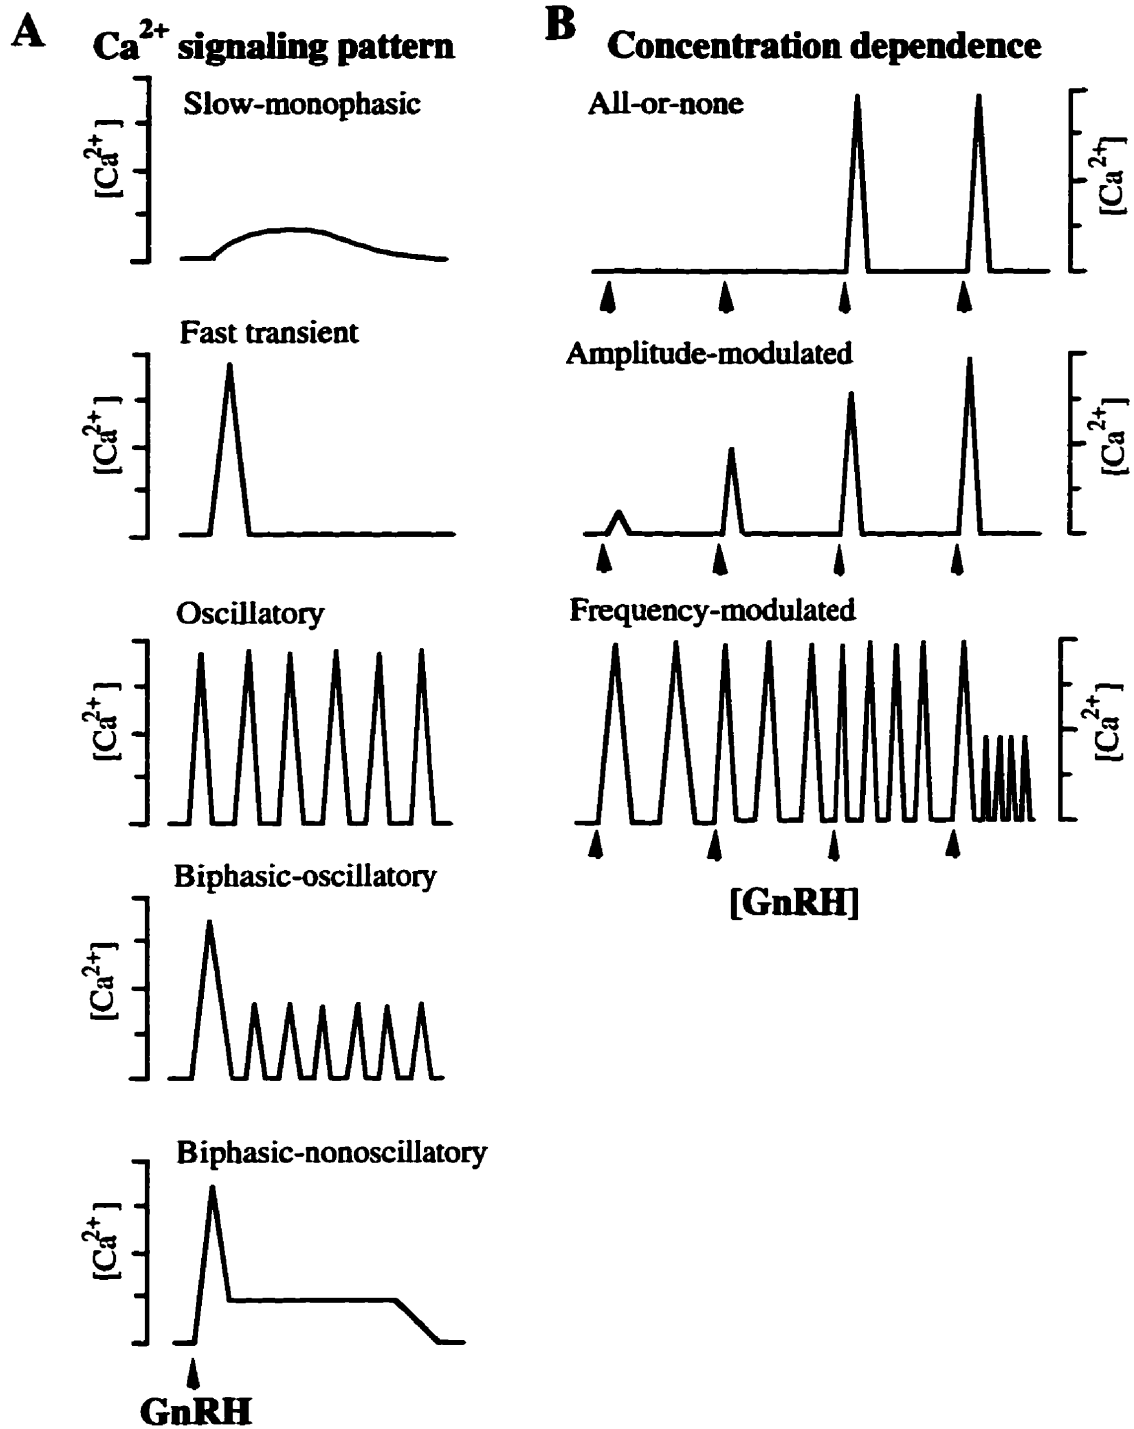 A
Ca²⁺ signaling pattern
Slow-monophasic
[Ca²⁺]
Fast transient
[Ca²⁺]
Oscillatory
[Ca²⁺]
Biphasic-oscillatory
[Ca²⁺]
Biphasic-nonoscillatory
[Ca²⁺]
GnRH
B
Concentration dependence
All-or-none
[Ca²⁺]
Amplitude-modulated
[Ca²⁺]
Frequency-modulated
[Ca²⁺]
[GnRH]